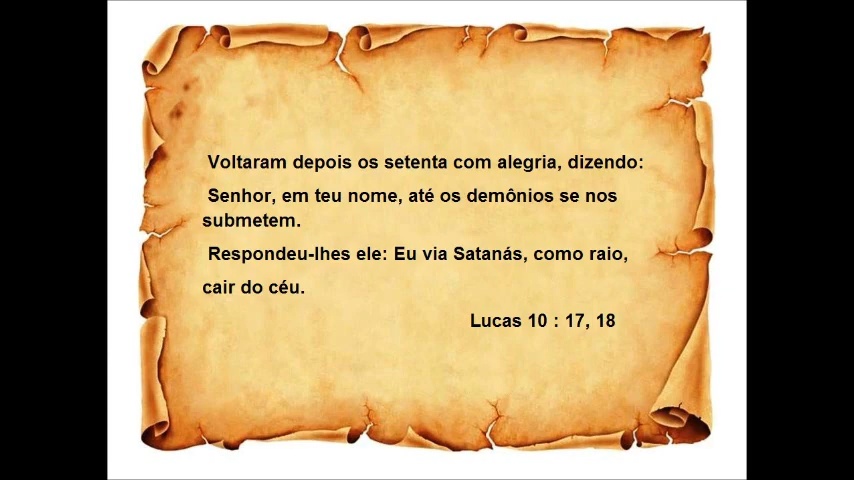 Voltaram depois os setenta com alegria, dizendo:
Senhor, em teu nome, até os demônios se nos
submetem.
Respondeu-lhes ele: Eu via Satanás, como raio,
cair do céu.
Lucas 10 : 17, 18